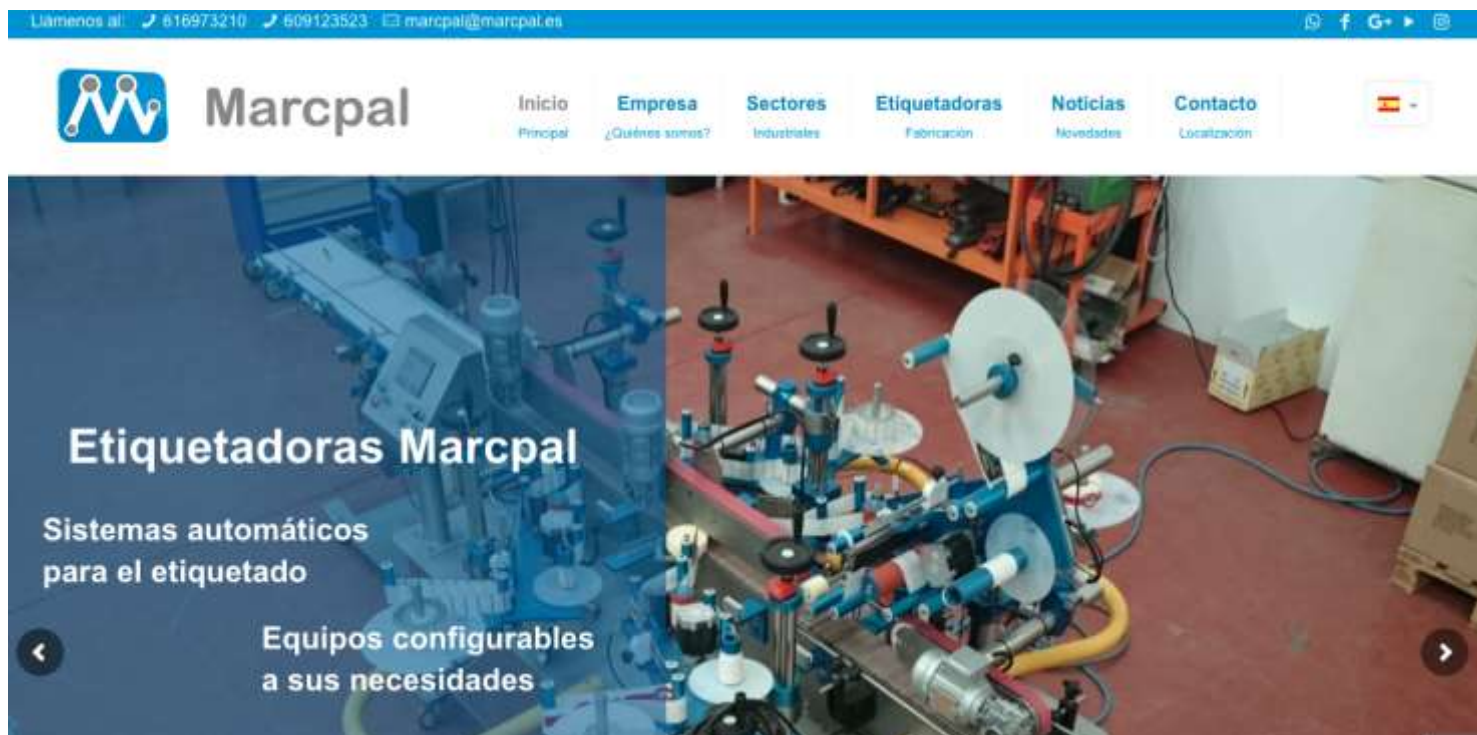 Llámenos al: 616973210 609123523 marcpal@marcpal.es
Marcpal
Inicio Empresa Sectores Etiquetadoras Noticias Contacto
Principal ¿Quiénes somos? Industriales Fabricación Novedades Localización
Etiquetadoras Marcpal
Sistemas automáticos
para el etiquetado
Equipos configurables
a sus necesidades